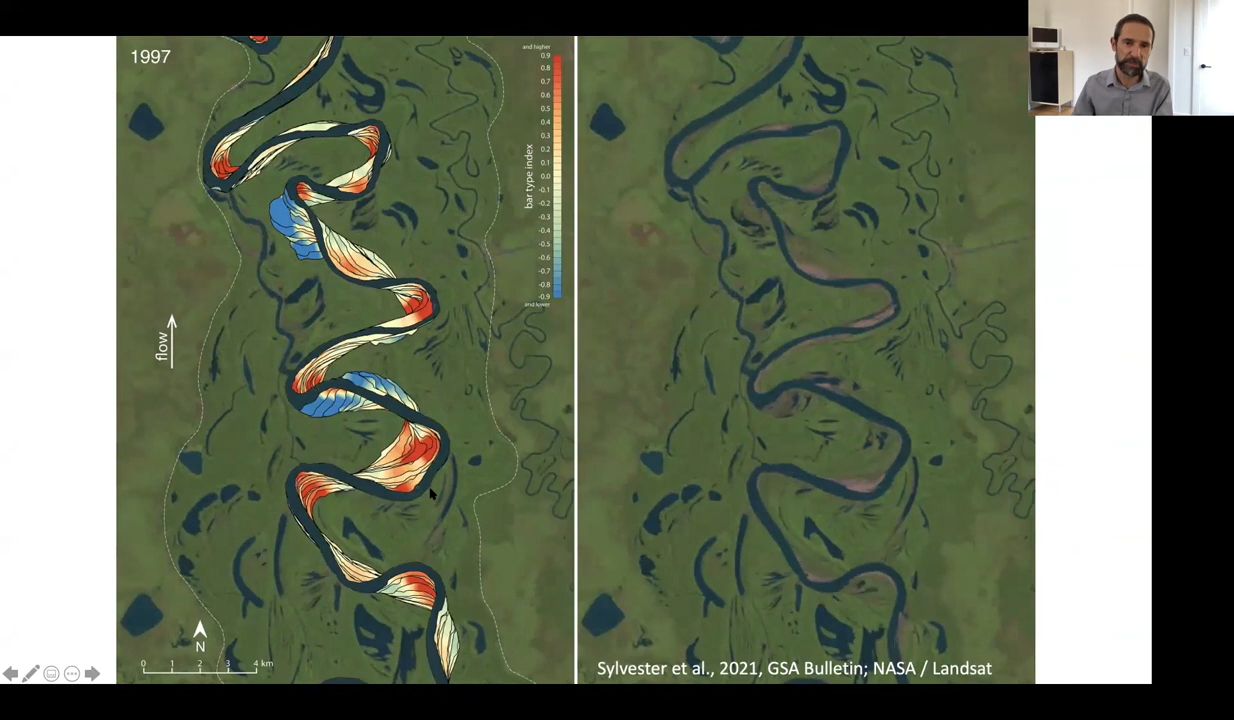 1997
and higher
0.9
0.8
0.7
0.6
0.5
0.4
0.3
0.2
0.1
0.0
-0.1
-0.2
-0.3
-0.4
-0.5
-0.6
-0.7
-0.8
-0.9
and lower
bar type index
flow
N
0 1 2 3 4 km
Sylvester et al., 2021, GSA Bulletin; NASA / Landsat